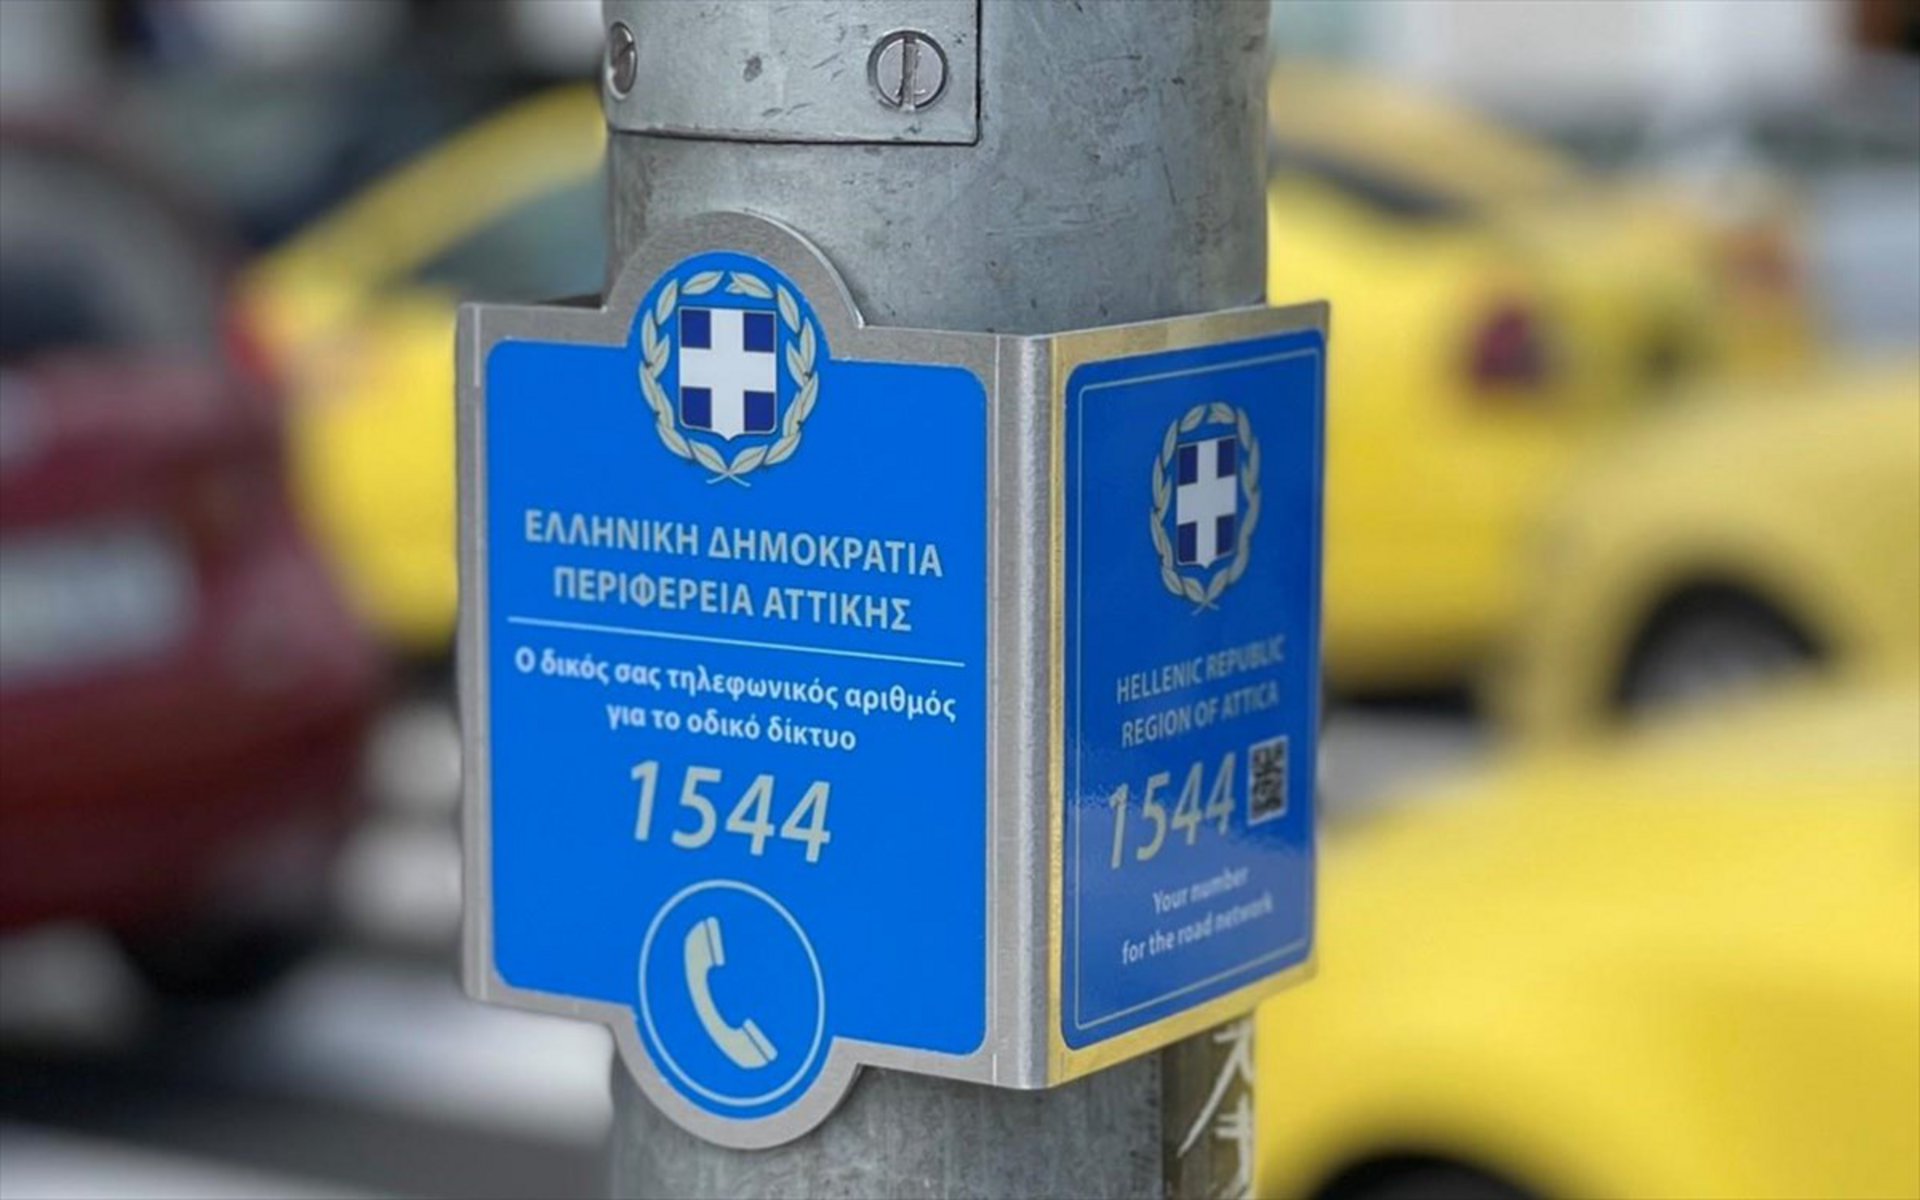 ΕΛΛΗΝΙΚΗ ΔΗΜΟΚΡΑΤΙΑ
ΠΕΡΙΦΕΡΕΙΑ ΑΤΤΙΚΗΣ
Ο δικός σας τηλεφωνικός αριθμός
για το οδικό δίκτυο
1544
HELLENIC REPUBLIC
REGION OF ATTICA
1544
Your number
for the road network